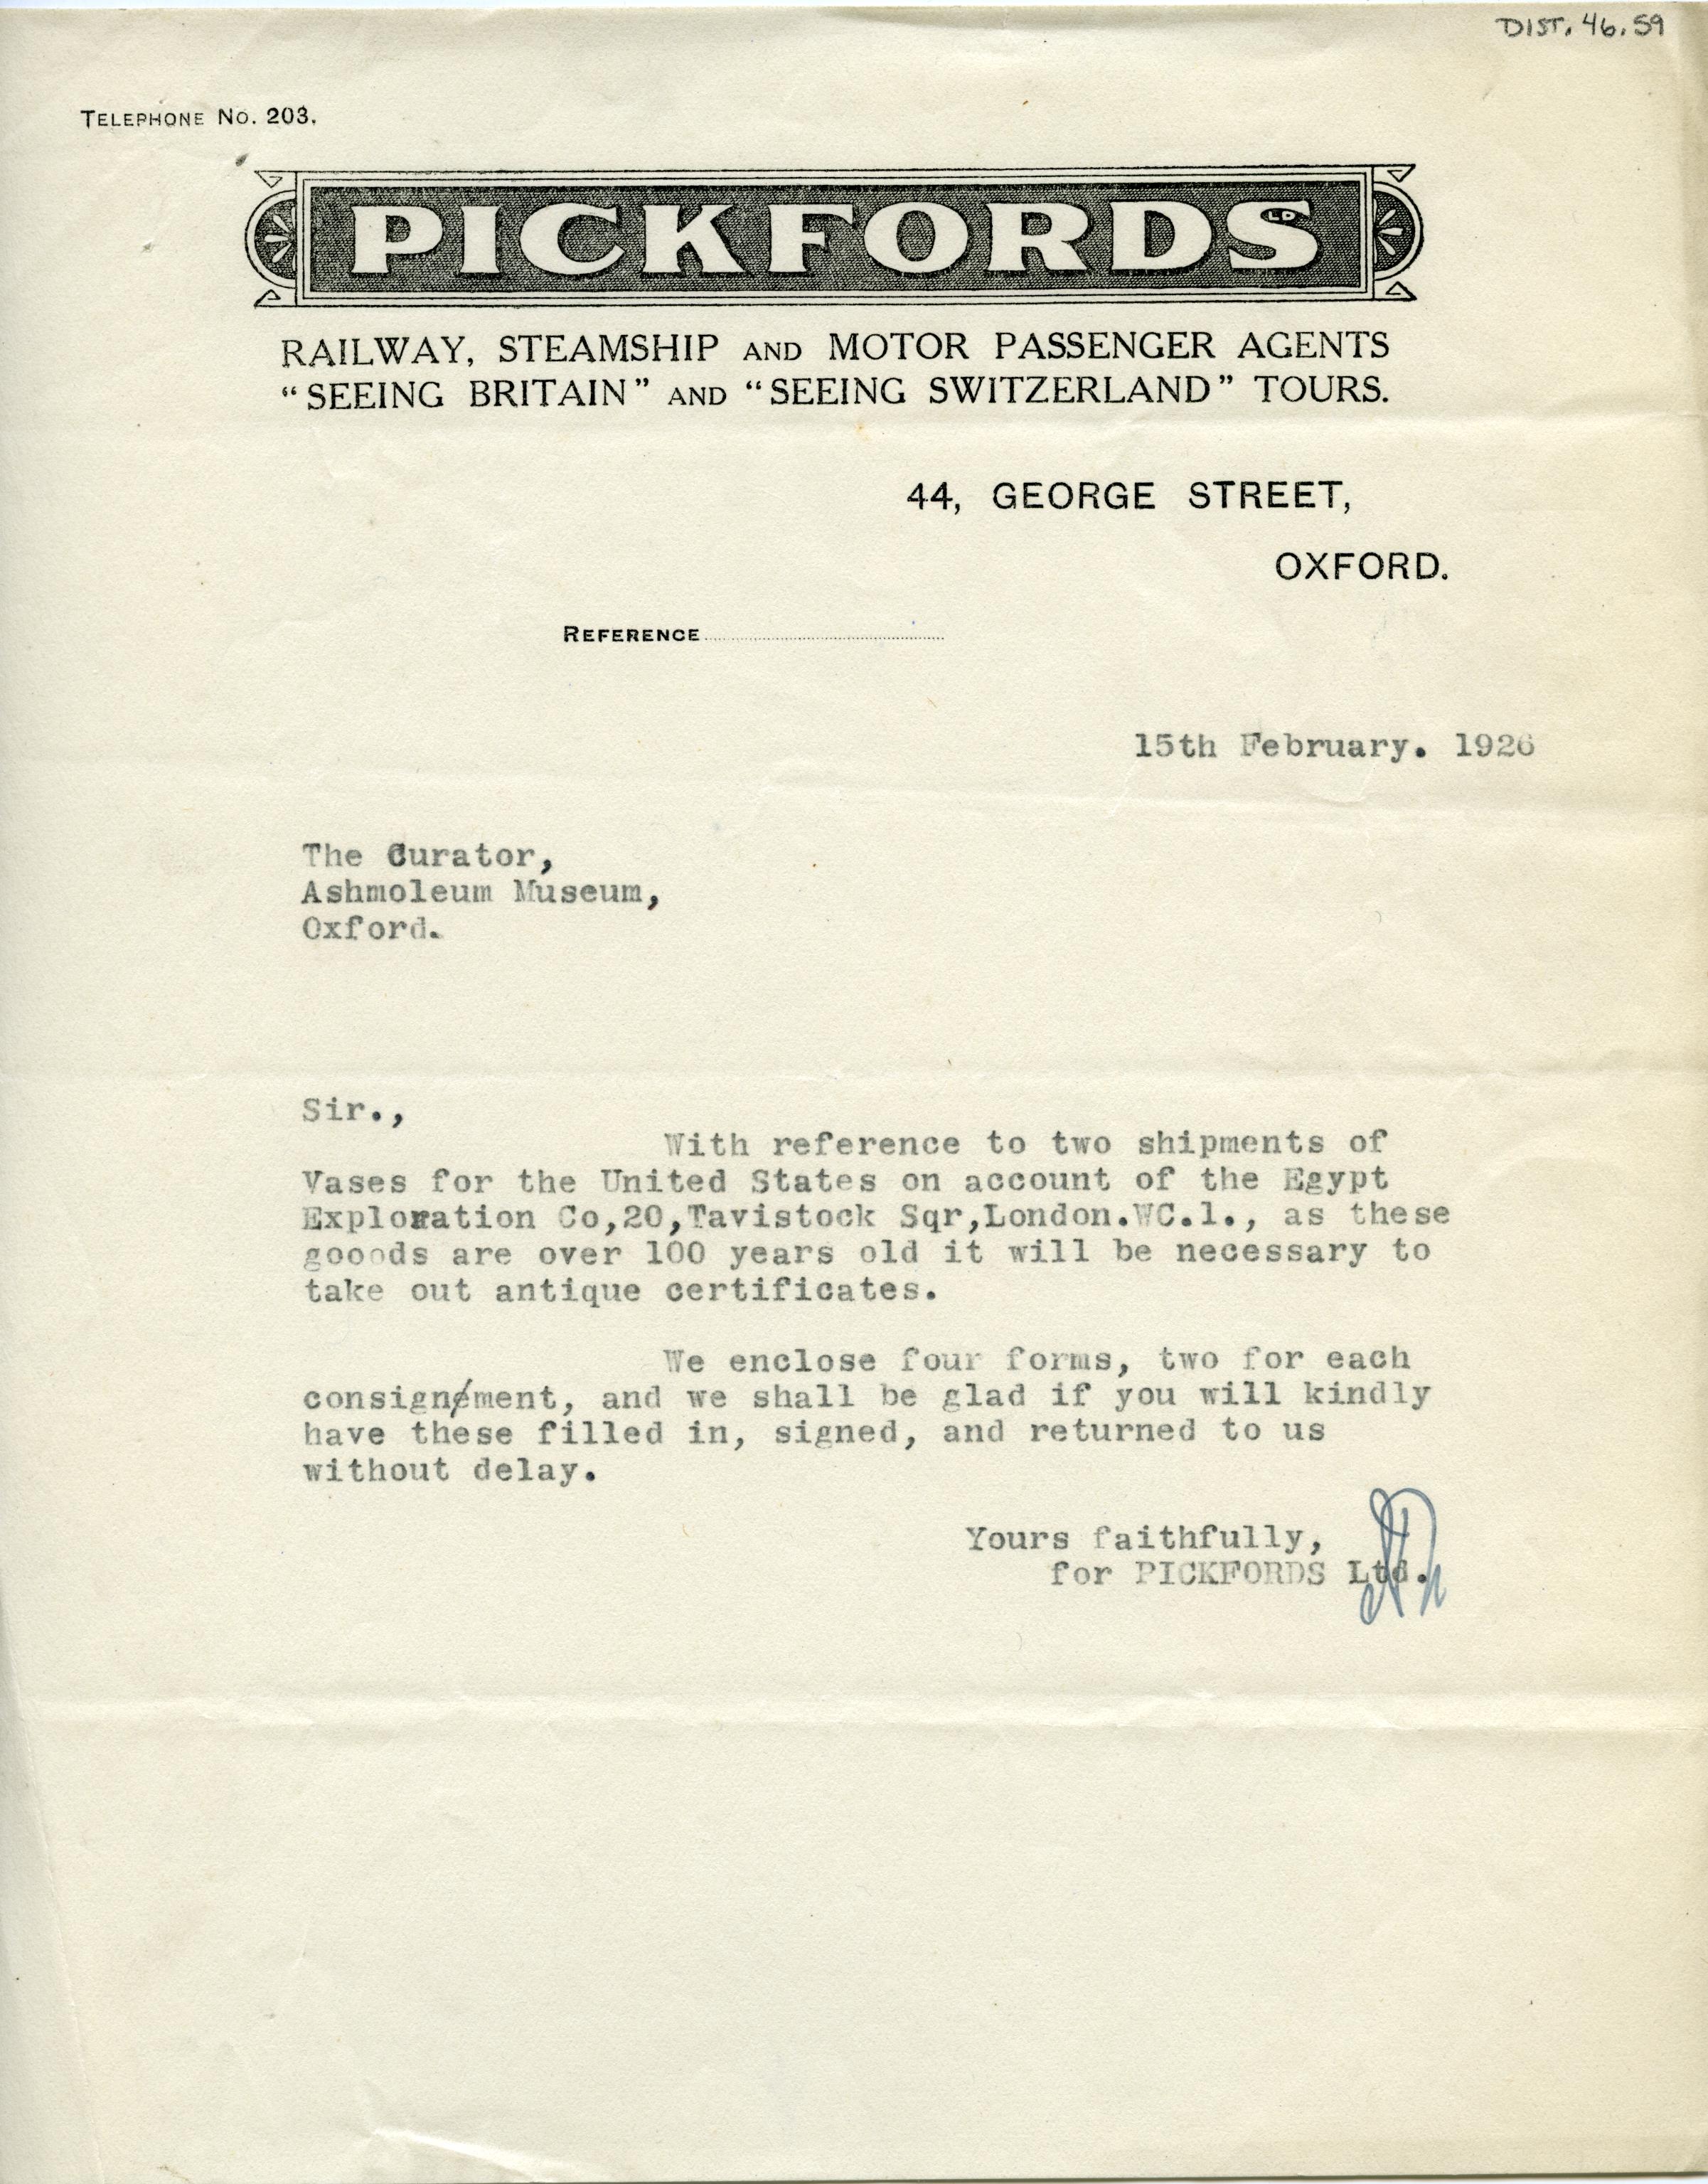 DIST. 46.59
TELEPHONE No. 203.
PICKFORDS LD
RAILWAY, STEAMSHIP AND MOTOR PASSENGER AGENTS
“SEEING BRITAIN” AND “SEEING SWITZERLAND” TOURS.
44, GEORGE STREET,
OXFORD.
REFERENCE
15th February. 1926
The Curator,
Ashmoleum Museum,
Oxford.
Sir.,
With reference to two shipments of
Vases for the United States on account of the Egypt
Exploration Co,20,Tavistock Sqr,London.WC.1., as these
gooods are over 100 years old it will be necessary to
take out antique certificates.
We enclose four forms, two for each
consignement, and we shall be glad if you will kindly
have these filled in, signed, and returned to us
without delay.
Yours faithfully,
for PICKFORDS Ltd.